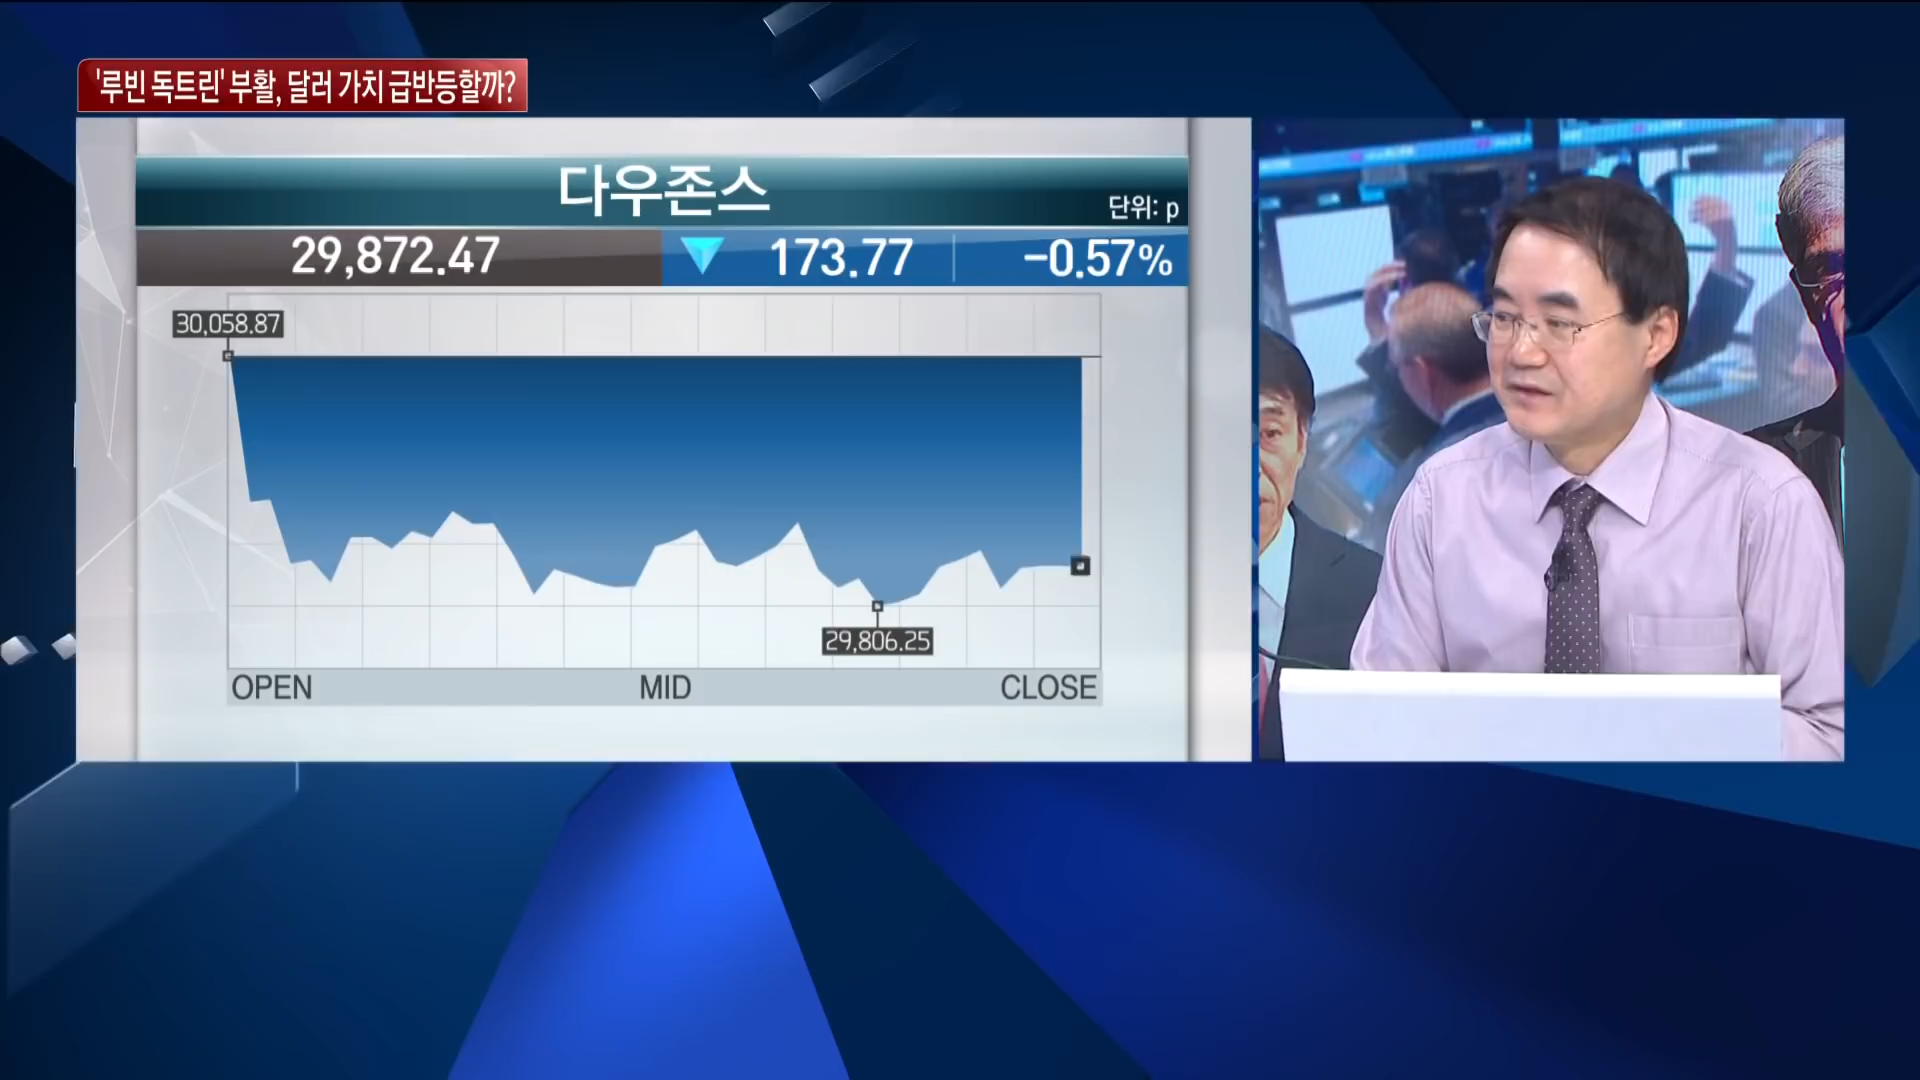 '루빈 독트린' 부활, 달러 가치 급반등할까?
다우존스
단위: p
29,872.47 ▼ 173.77 -0.57%
30,058.87
29,806.25
OPEN MID CLOSE